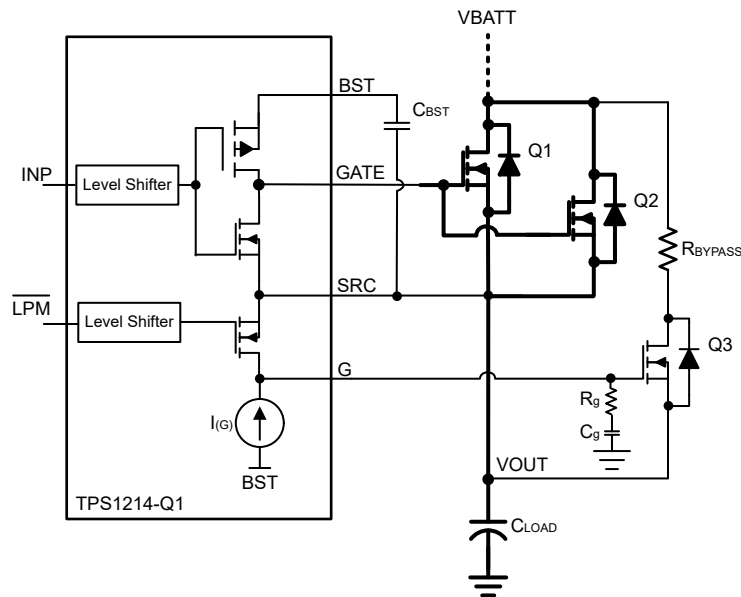 VBATT
BST
CBST
Q1
INP
Level Shifter
GATE
Q2
RBYPASS
LPM
SRC
Level Shifter
Q3
G
Rg
I(G)
Cg
VOUT
BST
TPS1214-Q1
CLOAD